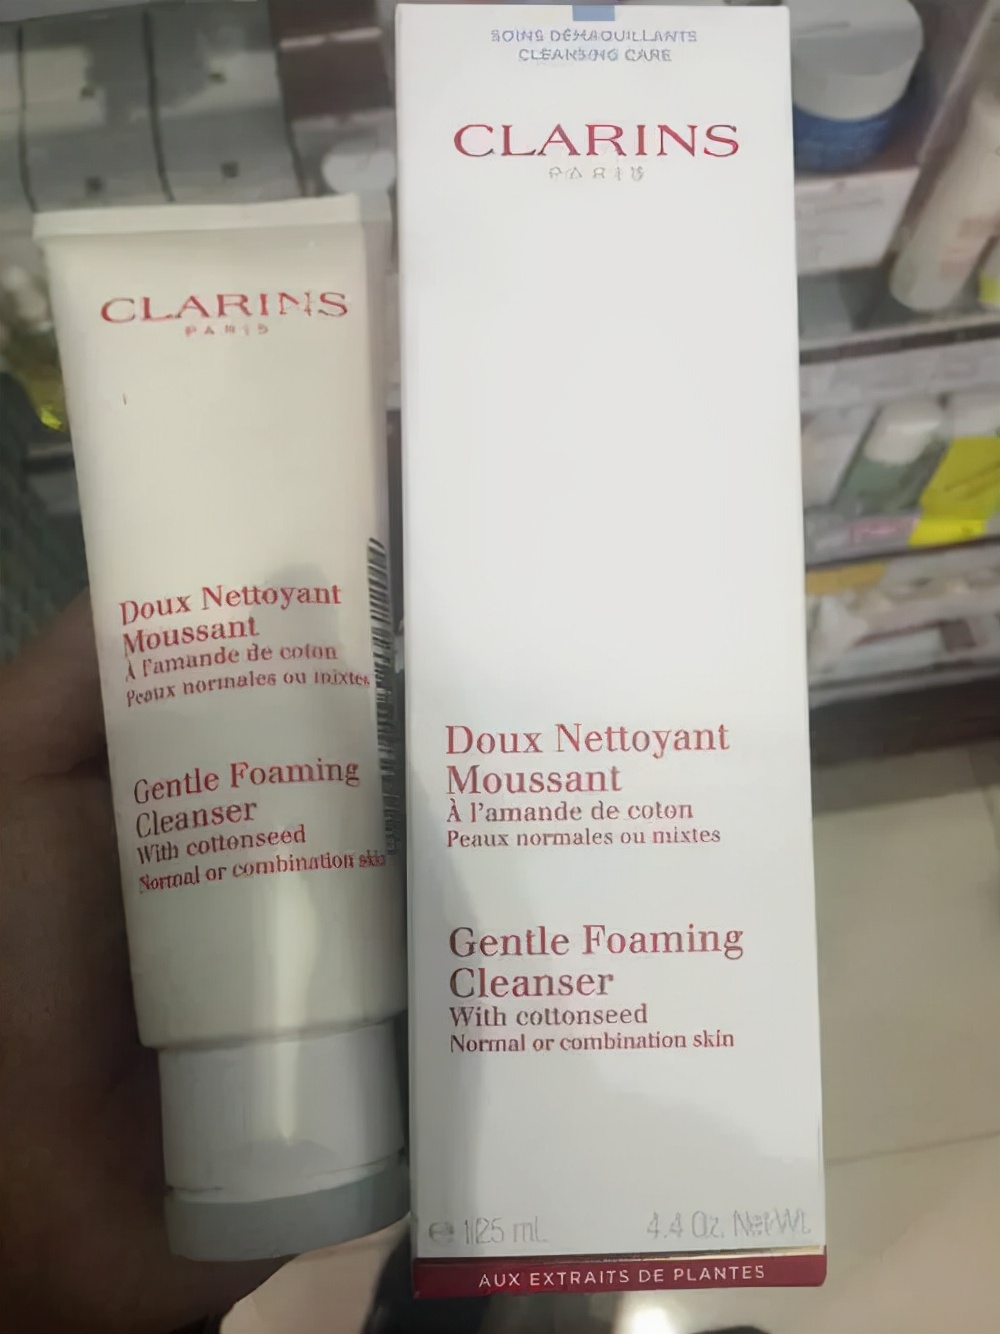 CLARINS
PARIS
Doux Nettoyant
Moussant
À l'amande de coton
Peaux normales ou mixtes
Gentle Foaming
Cleanser
With cottonseed
Normal or combination skin
SOINS DÉMAQUILLANTS
CLEANSING CARE
CLARINS
PARIS
Doux Nettoyant
Moussant
À l'amande de coton
Peaux normales ou mixtes
Gentle Foaming
Cleanser
With cottonseed
Normal or combination skin
e 125 mL 4.4 Oz. Net Wt.
AUX EXTRAITS DE PLANTES